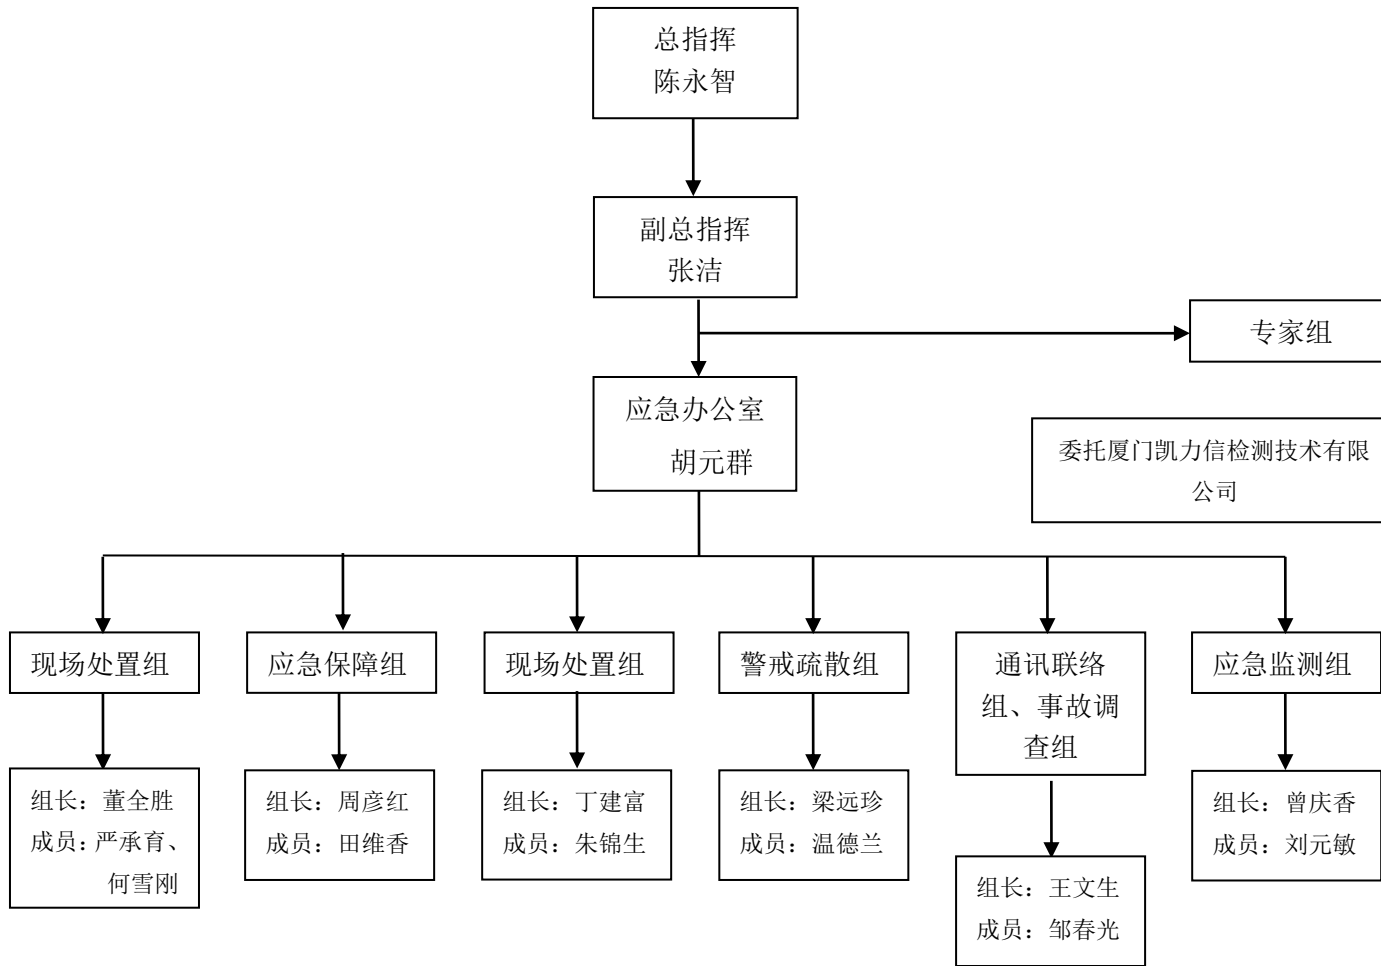 总指挥
陈永智
副总指挥
张洁
专家组
应急办公室
胡元群
委托厦门凯力信检测技术有限
公司
现场处置组
应急保障组
现场处置组
警戒疏散组
通讯联络
组、事故调
查组
应急监测组
组长：董全胜
成员：严承育、
何雪刚
组长：周彦红
成员：田维香
组长：丁建富
成员：朱锦生
组长：梁远珍
成员：温德兰
组长：王文生
成员：邹春光
组长：曾庆香
成员：刘元敏